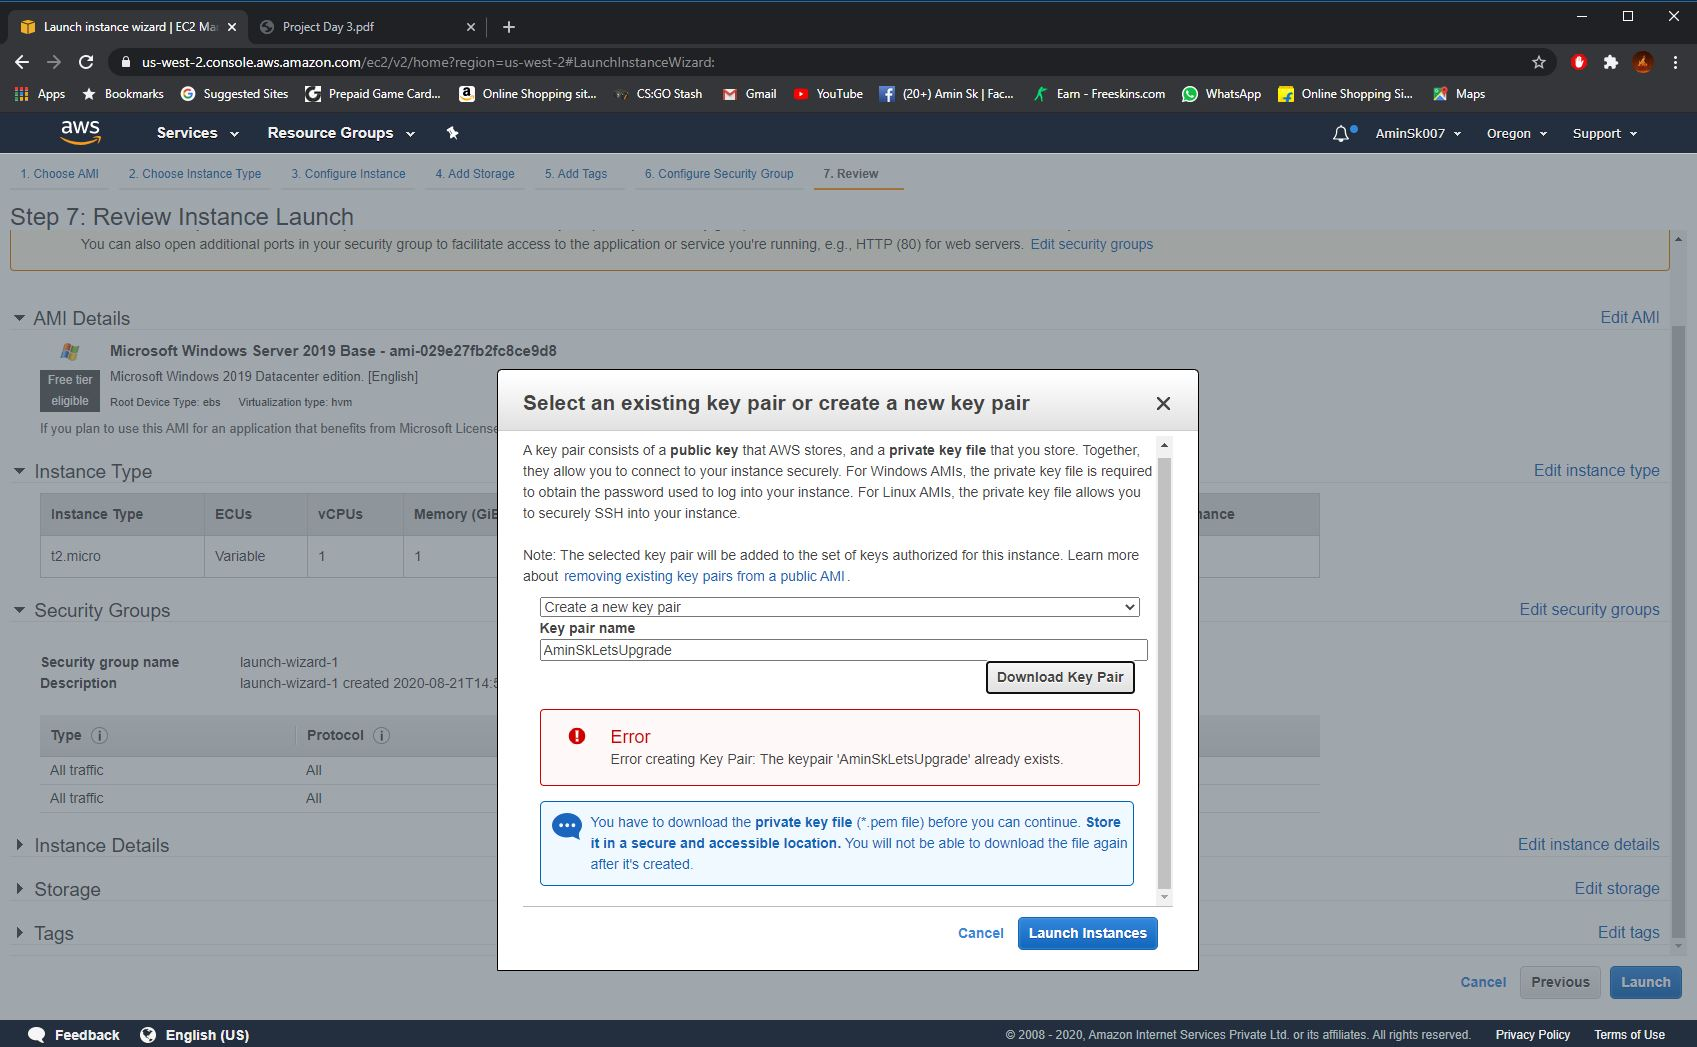 Launch instance wizard | EC2 Ma
Project Day 3.pdf
us-west-2.console.aws.amazon.com/ec2/v2/home?region=us-west-2#LaunchInstanceWizard:
Apps Bookmarks Suggested Sites Prepaid Game Card... Online Shopping sit... CS:GO Stash Gmail YouTube (20+) Amin Sk | Fac... Earn - Freeskins.com WhatsApp Online Shopping Si... Maps
aws Services Resource Groups AminSk007 Oregon Support
1. Choose AMI 2. Choose Instance Type 3. Configure Instance 4. Add Storage 5. Add Tags 6. Configure Security Group 7. Review
Step 7: Review Instance Launch
You can also open additional ports in your security group to facilitate access to the application or service you're running, e.g., HTTP (80) for web servers. Edit security groups
AMI Details Edit AMI
Microsoft Windows Server 2019 Base - ami-029e27fb2fc8ce9d8
Free tier eligible
Microsoft Windows 2019 Datacenter edition. [English]
Root Device Type: ebs Virtualization type: hvm
If you plan to use this AMI for an application that benefits from Microsoft License
Instance Type Edit instance type
Instance Type ECUs vCPUs Memory (GiB
t2.micro Variable 1 1
Security Groups Edit security groups
Security group name launch-wizard-1
Description launch-wizard-1 created 2020-08-21T14:5
Type Protocol
All traffic All
All traffic All
Instance Details Edit instance details
Storage Edit storage
Tags Edit tags
Select an existing key pair or create a new key pair
A key pair consists of a public key that AWS stores, and a private key file that you store. Together,
they allow you to connect to your instance securely. For Windows AMIs, the private key file is required
to obtain the password used to log into your instance. For Linux AMIs, the private key file allows you
to securely SSH into your instance.
Note: The selected key pair will be added to the set of keys authorized for this instance. Learn more
about removing existing key pairs from a public AMI .
Create a new key pair
Key pair name
AminSkLetsUpgrade
Download Key Pair
Error
Error creating Key Pair: The keypair 'AminSkLetsUpgrade' already exists.
You have to download the private key file (*.pem file) before you can continue. Store
it in a secure and accessible location. You will not be able to download the file again
after it's created.
Cancel Launch Instances
Cancel Previous Launch
Feedback English (US) © 2008 - 2020, Amazon Internet Services Private Ltd. or its affiliates. All rights reserved. Privacy Policy Terms of Use